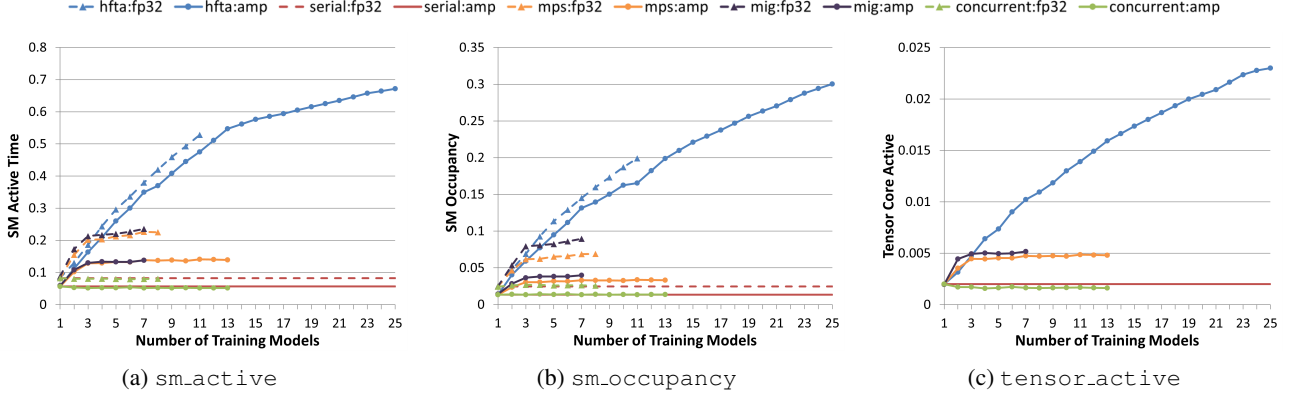 hfta:fp32 hfta:amp serial:fp32 serial:amp mps:fp32 mps:amp mig:fp32 mig:amp concurrent:fp32 concurrent:amp
SM Active Time
0.8
0.7
0.6
0.5
0.4
0.3
0.2
0.1
0
1 3 5 7 9 11 13 15 17 19 21 23 25
Number of Training Models
(a) sm_active
SM Occupancy
0.35
0.3
0.25
0.2
0.15
0.1
0.05
0
1 3 5 7 9 11 13 15 17 19 21 23 25
Number of Training Models
(b) sm_occupancy
Tensor Core Active
0.025
0.02
0.015
0.01
0.005
0
1 3 5 7 9 11 13 15 17 19 21 23 25
Number of Training Models
(c) tensor_active